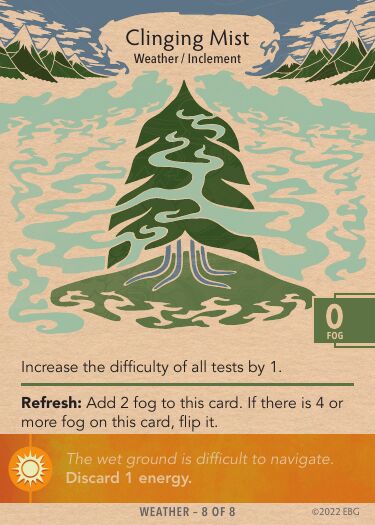 Clinging Mist
Weather / Inclement
0
FOG
Increase the difficulty of all tests by 1.
Refresh: Add 2 fog to this card. If there is 4 or
more fog on this card, flip it.
The wet ground is difficult to navigate.
Discard 1 energy.
WEATHER – 8 OF 8
©2022 EBG